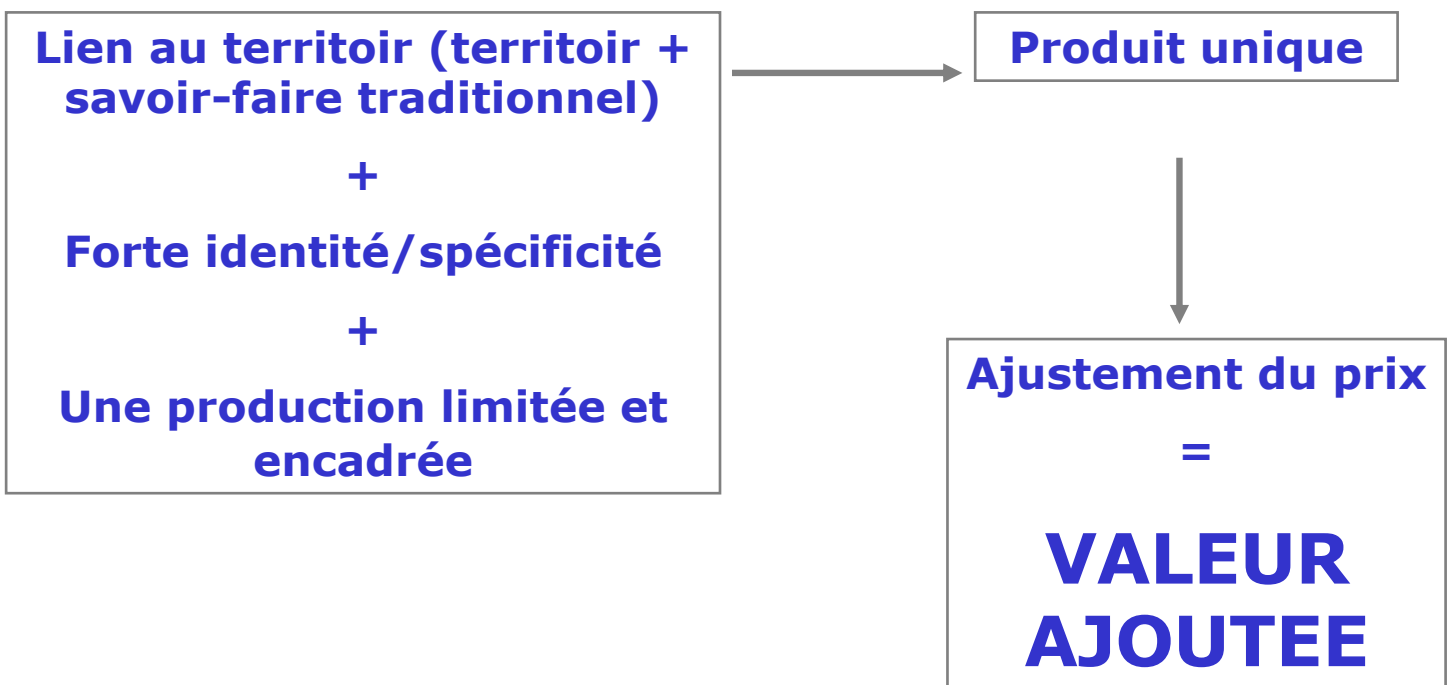 Lien au territoir (territoir +
savoir-faire traditionnel)
+
Forte identité/spécificité
+
Une production limitée et
encadrée
Produit unique
Ajustement du prix
=
VALEUR
AJOUTEE